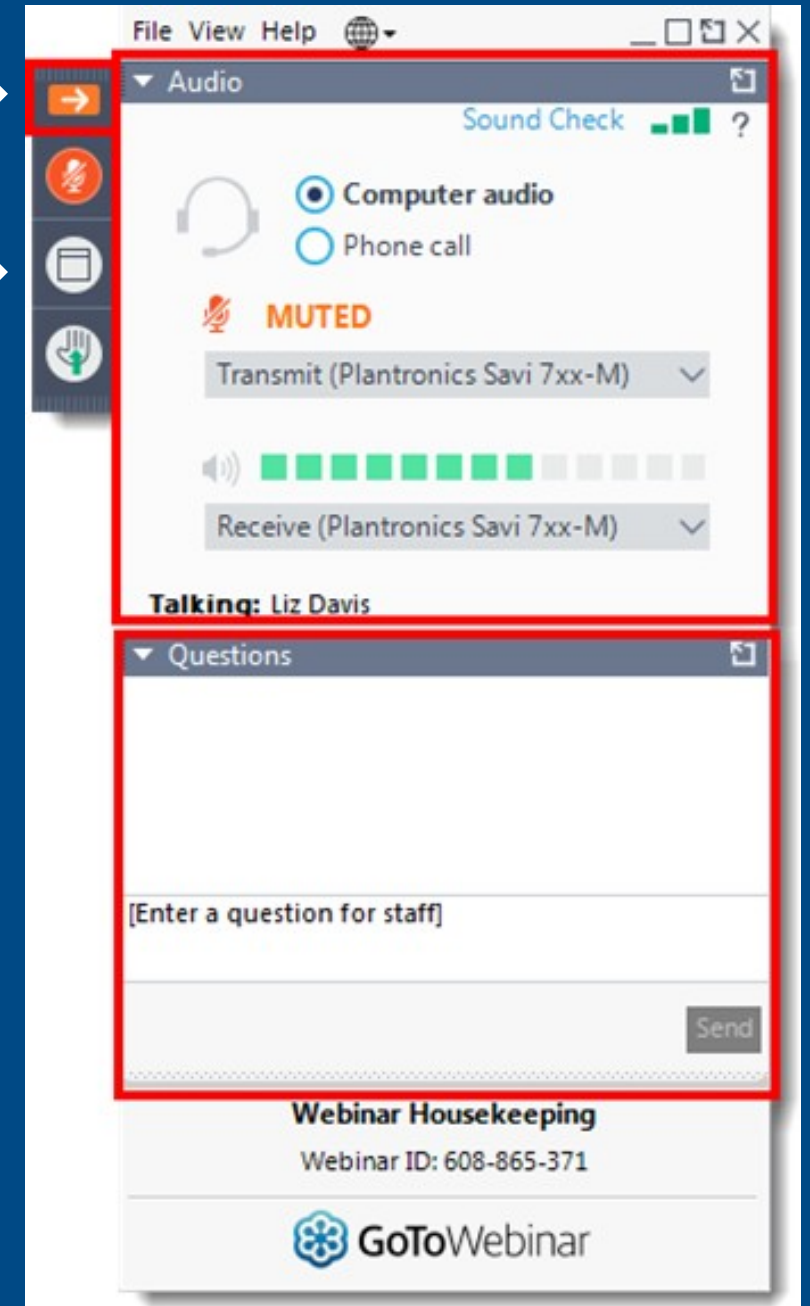 File View Help
Audio
Sound Check ?
Computer audio
Phone call
MUTED
Transmit (Plantronics Savi 7xx-M)
Receive (Plantronics Savi 7xx-M)
Talking: Liz Davis
Questions
[Enter a question for staff]
Send
Webinar Housekeeping
Webinar ID: 608-865-371
GoToWebinar